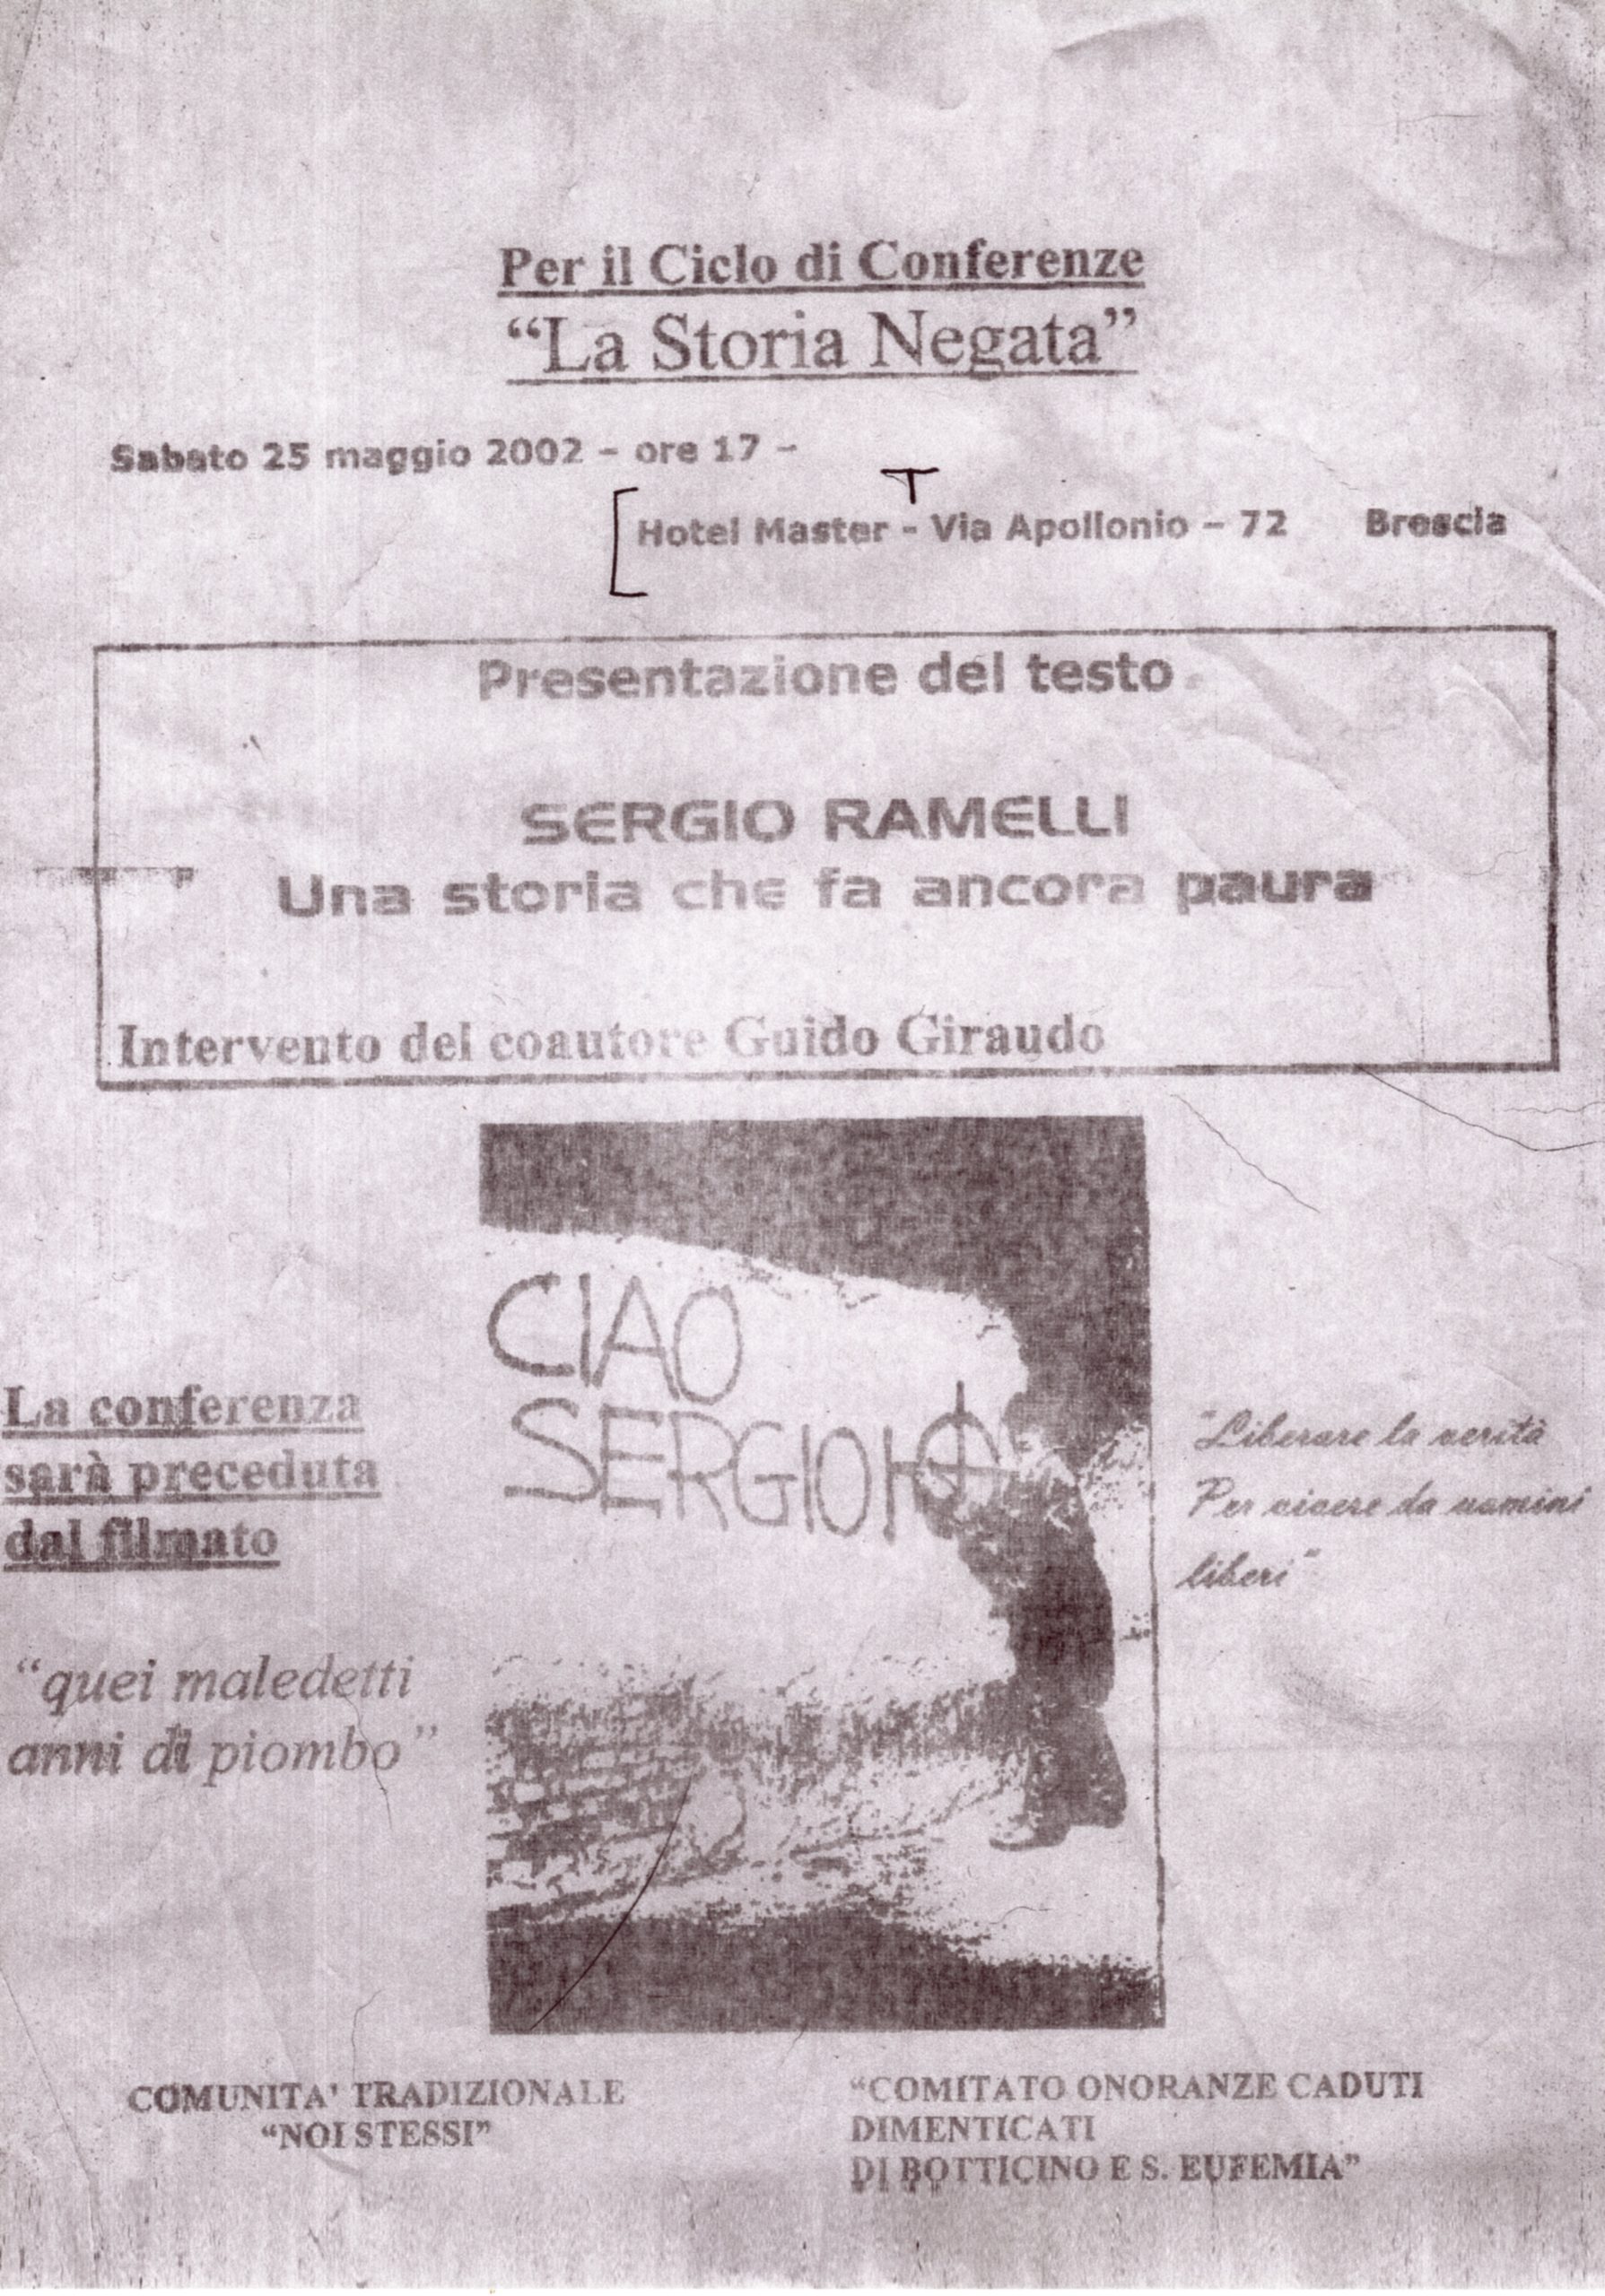 Per il Ciclo di Conferenze
“La Storia Negata”
Sabato 25 maggio 2002 – ore 17 –
Hotel Master - Via Apollonio – 72 Brescia
Presentazione del testo
SERGIO RAMELLI
Una storia che fa ancora paura
Intervento del coautore Guido Giraudo
CIAO
SERGIO
La conferenza
sarà preceduta
dal filmato
“quei maledetti
anni di piombo”
“Liberare la verità
Per vivere da uomini
liberi”
COMUNITA' TRADIZIONALE
“NOI STESSI”
“COMITATO ONORANZE CADUTI
DIMENTICATI
DI BOTTICINO E S. EUFEMIA”